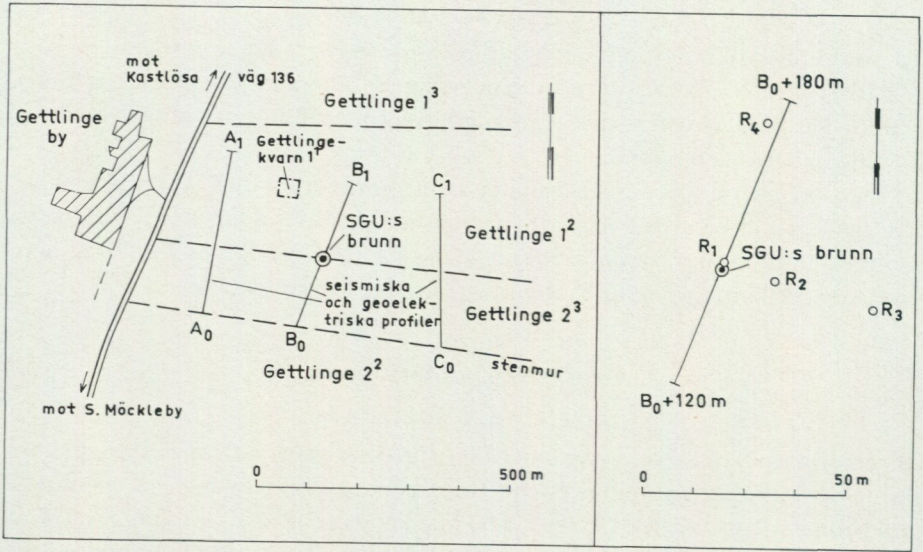 mot
Kastlösa
väg 136
Gettlinge
by
Gettlinge 1³
A₁
Gettlinge-
kvarn 1¹
B₁
C₁
SGU:s
brunn
Gettlinge 1²
seismiska
och geoelek-
triska profiler
Gettlinge 2³
A₀
B₀
C₀
Gettlinge 2²
stenmur
mot S. Möckleby
0
500 m
B₀+180 m
R₄
R₁
SGU:s brunn
R₂
R₃
B₀+120 m
0
50 m